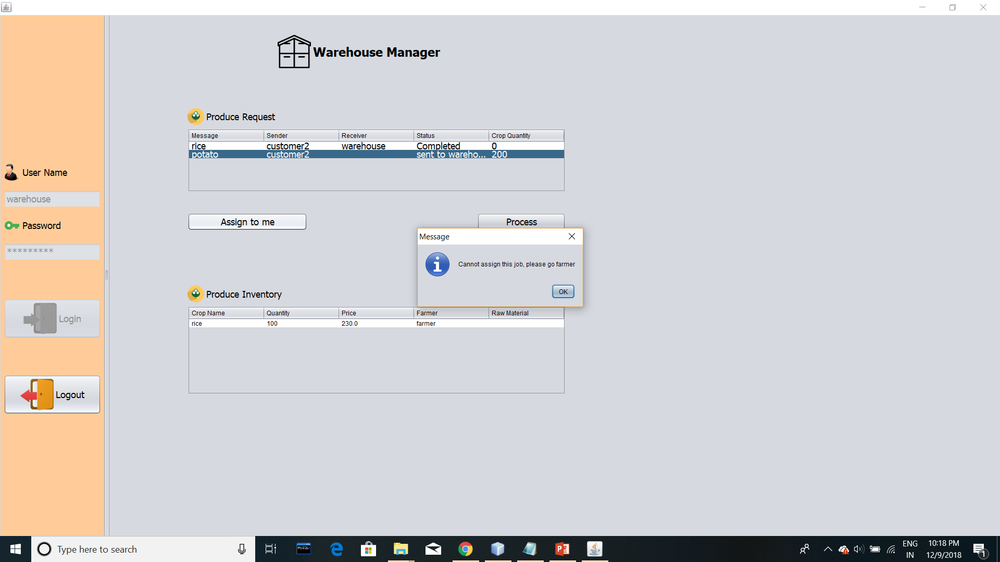 Warehouse Manager
Produce Request
Message Sender Receiver Status Crop Quantity
rice customer2 warehouse Completed 0
potato customer2 sent to wareho... 200
User Name
warehouse
Password
*********
Login
Logout
Assign to me Process
Message
Cannot assign this job, please go farmer
OK
Produce Inventory
Crop Name Quantity Price Farmer Raw Material
rice 100 230.0 farmer
Type here to search
MySQL
ENG
IN
10:18 PM
12/9/2018
1